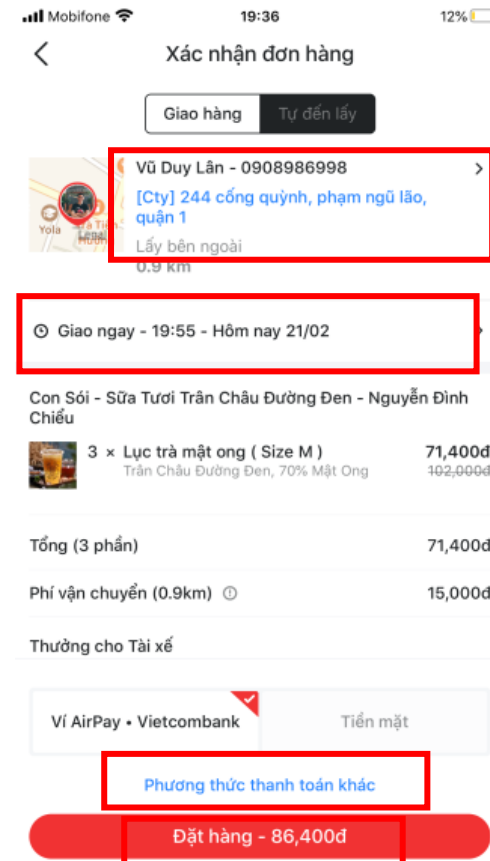 Mobifone 19:36 12%
Xác nhận đơn hàng
Giao hàng Tự đến lấy
Vũ Duy Lân - 0908986998
[Cty] 244 cống quỳnh, phạm ngũ lão,
quận 1
Lấy bên ngoài
0.9 km
Yola
Legal
Giao ngay - 19:55 - Hôm nay 21/02
Con Sói - Sữa Tươi Trân Châu Đường Đen - Nguyễn Đình
Chiểu
3 × Lục trà mật ong ( Size M ) 71,400đ
Trân Châu Đường Đen, 70% Mật Ong 102,000đ
Tổng (3 phần) 71,400đ
Phí vận chuyển (0.9km) 15,000đ
Thưởng cho Tài xế
Ví AirPay • Vietcombank Tiền mặt
Phương thức thanh toán khác
Đặt hàng - 86,400đ